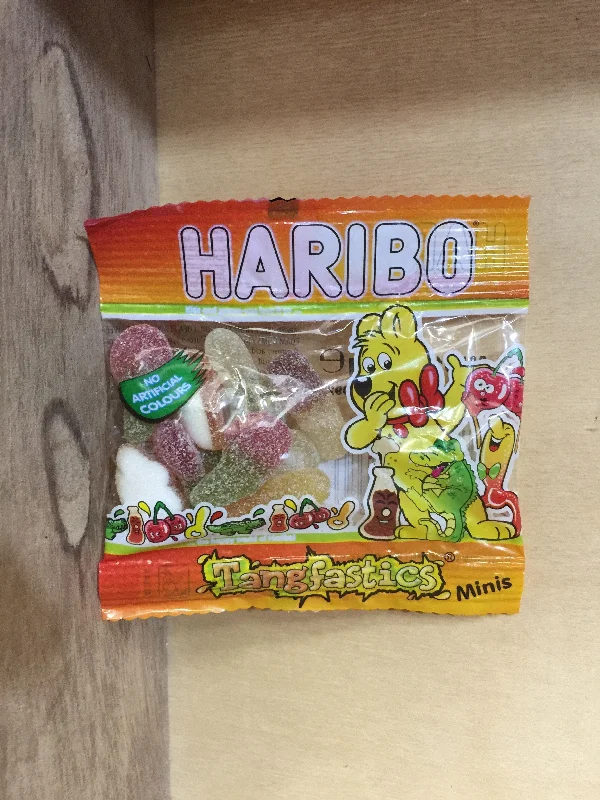 HARIBO
NO
ARTIFICIAL
COLOURS
Tangfastics®
Minis